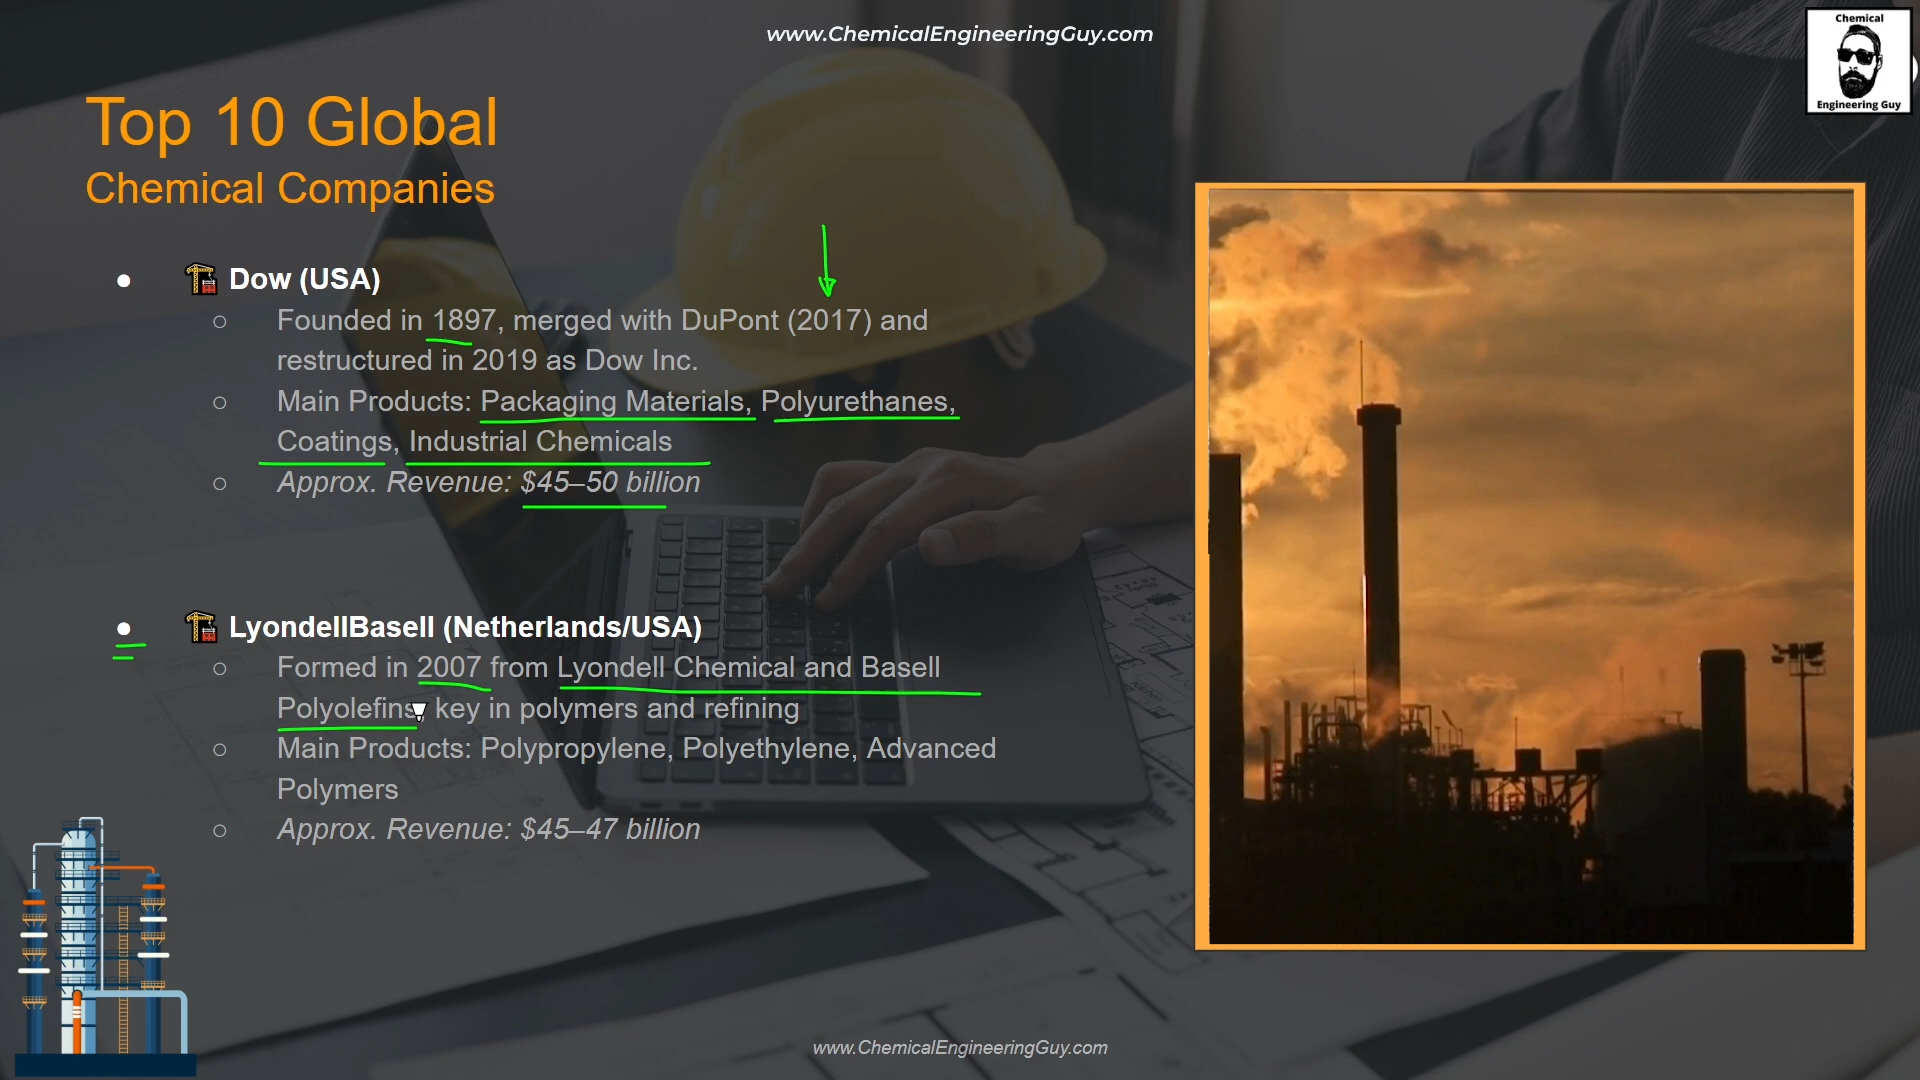 www.ChemicalEngineeringGuy.com
Chemical
Engineering Guy
Top 10 Global
Chemical Companies
● Dow (USA)
○ Founded in 1897, merged with DuPont (2017) and
restructured in 2019 as Dow Inc.
○ Main Products: Packaging Materials, Polyurethanes,
Coatings, Industrial Chemicals
○ Approx. Revenue: $45–50 billion
● LyondellBasell (Netherlands/USA)
○ Formed in 2007 from Lyondell Chemical and Basell
Polyolefins, key in polymers and refining
○ Main Products: Polypropylene, Polyethylene, Advanced
Polymers
○ Approx. Revenue: $45–47 billion
www.ChemicalEngineeringGuy.com